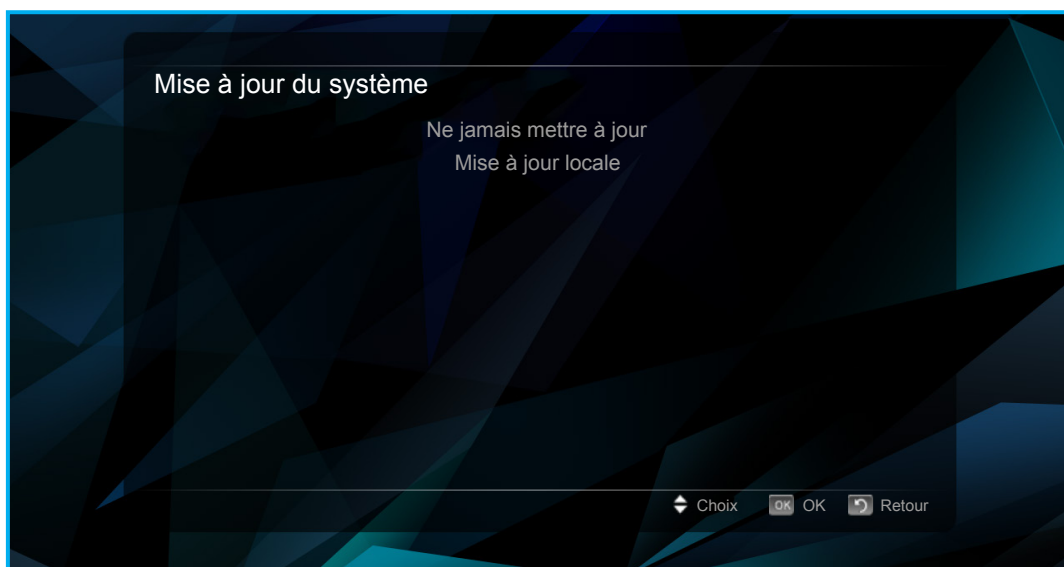 Mise à jour du système
Ne jamais mettre à jour
Mise à jour locale
Choix OK OK Retour